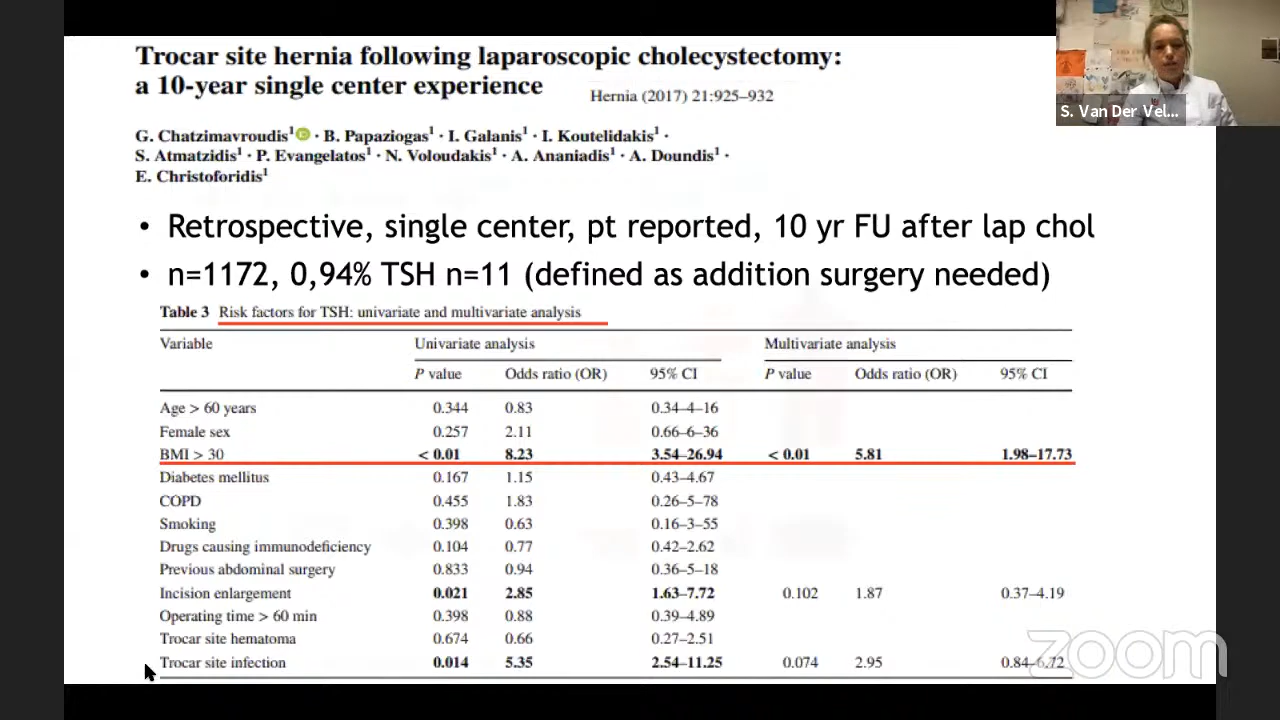 Trocar site hernia following laparoscopic cholecystectomy:
a 10-year single center experience
Hernia (2017) 21:925–932
G. Chatzimavroudis¹ · B. Papaziogas¹ · I. Galanis¹ · I. Koutelidakis¹ ·
S. Atmatzidis¹ · P. Evangelatos¹ · N. Voloudakis¹ · A. Ananiadis¹ · A. Doundis¹ ·
E. Christoforidis¹
S. Van Der Vel...
• Retrospective, single center, pt reported, 10 yr FU after lap chol
• n=1172, 0,94% TSH n=11 (defined as addition surgery needed)
Table 3 Risk factors for TSH: univariate and multivariate analysis
Variable Univariate analysis Multivariate analysis
P value Odds ratio (OR) 95% CI P value Odds ratio (OR) 95% CI
Age > 60 years 0.344 0.83 0.34–4–16
Female sex 0.257 2.11 0.66–6–36
BMI > 30 < 0.01 8.23 3.54–26.94 < 0.01 5.81 1.98–17.73
Diabetes mellitus 0.167 1.15 0.43–4.67
COPD 0.455 1.83 0.26–5–78
Smoking 0.398 0.63 0.16–3–55
Drugs causing immunodeficiency 0.104 0.77 0.42–2.62
Previous abdominal surgery 0.833 0.94 0.36–5–18
Incision enlargement 0.021 2.85 1.63–7.72 0.102 1.87 0.37–4.19
Operating time > 60 min 0.398 0.88 0.39–4.89
Trocar site hematoma 0.674 0.66 0.27–2.51
Trocar site infection 0.014 5.35 2.54–11.25 0.074 2.95 0.84–6.72
zoom